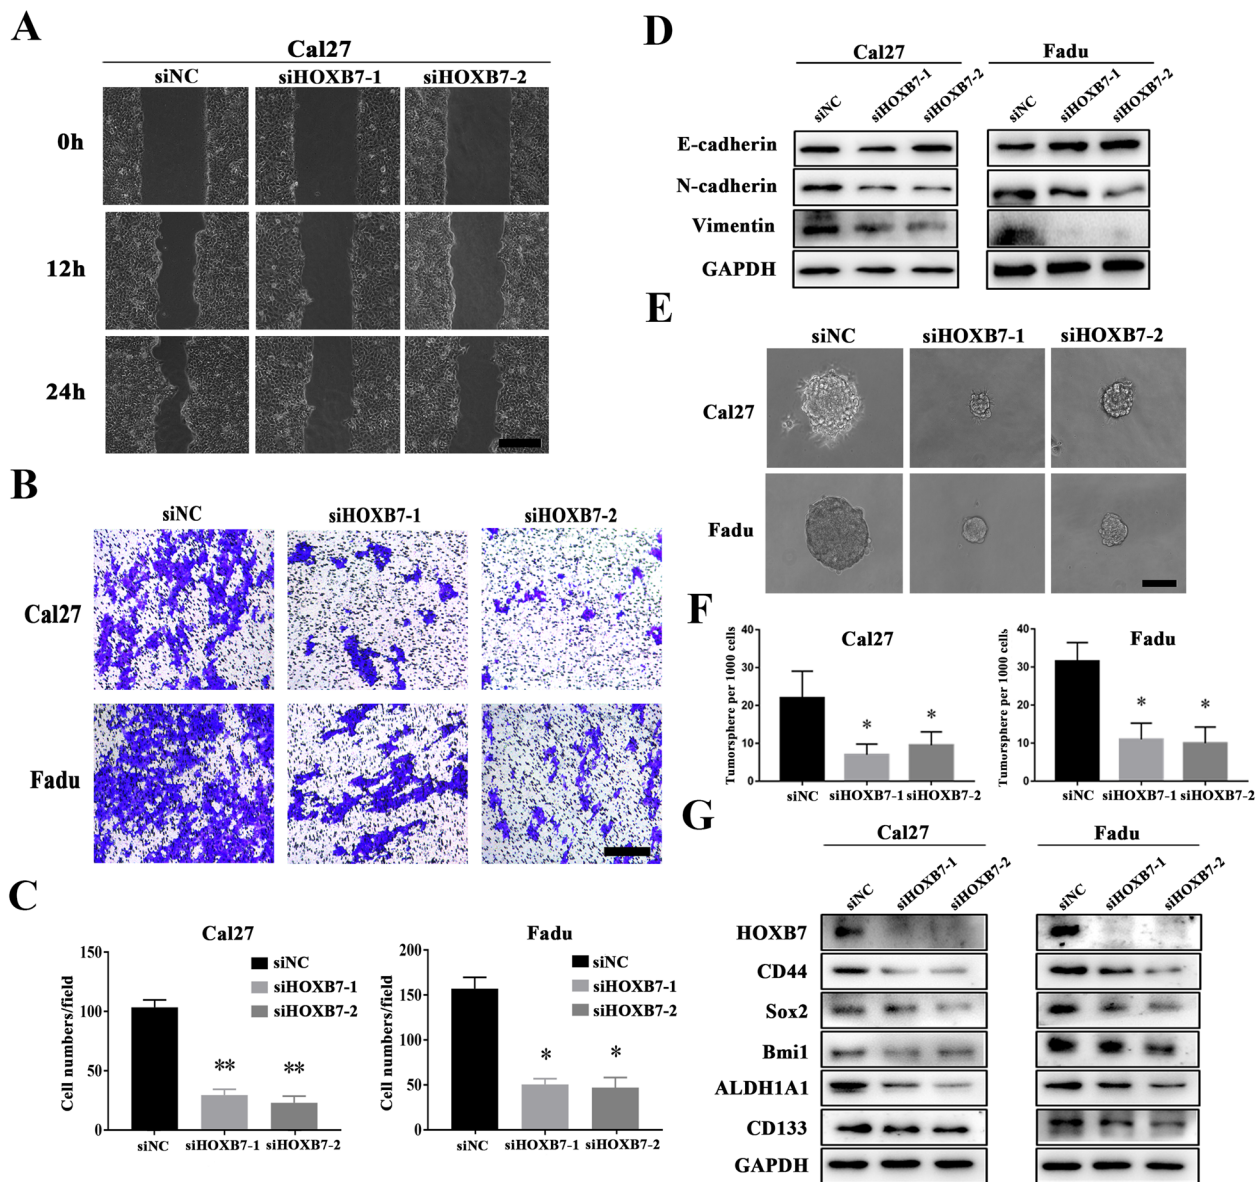 A
Cal27
siNC siHOXB7-1 siHOXB7-2
0h
12h
24h
B
siNC siHOXB7-1 siHOXB7-2
Cal27
Fadu
C
Cal27
Cell numbers/field
150
100
50
0
siNC
siHOXB7-1
siHOXB7-2
** **
siNC siHOXB7-1 siHOXB7-2
Fadu
Cell numbers/field
200
150
100
50
0
siNC
siHOXB7-1
siHOXB7-2
* *
siNC siHOXB7-1 siHOXB7-2
D
Cal27 Fadu
siNC siHOXB7-1 siHOXB7-2 siNC siHOXB7-1 siHOXB7-2
E-cadherin
N-cadherin
Vimentin
GAPDH
E
siNC siHOXB7-1 siHOXB7-2
Cal27
Fadu
F
Cal27
Tumorsphere per 1000 cells
40
30
20
10
0
* *
siNC siHOXB7-1 siHOXB7-2
Fadu
Tumorsphere per 1000 cells
40
30
20
10
0
* *
siNC siHOXB7-1 siHOXB7-2
G
Cal27 Fadu
siNC siHOXB7-1 siHOXB7-2 siNC siHOXB7-1 siHOXB7-2
HOXB7
CD44
Sox2
Bmi1
ALDH1A1
CD133
GAPDH